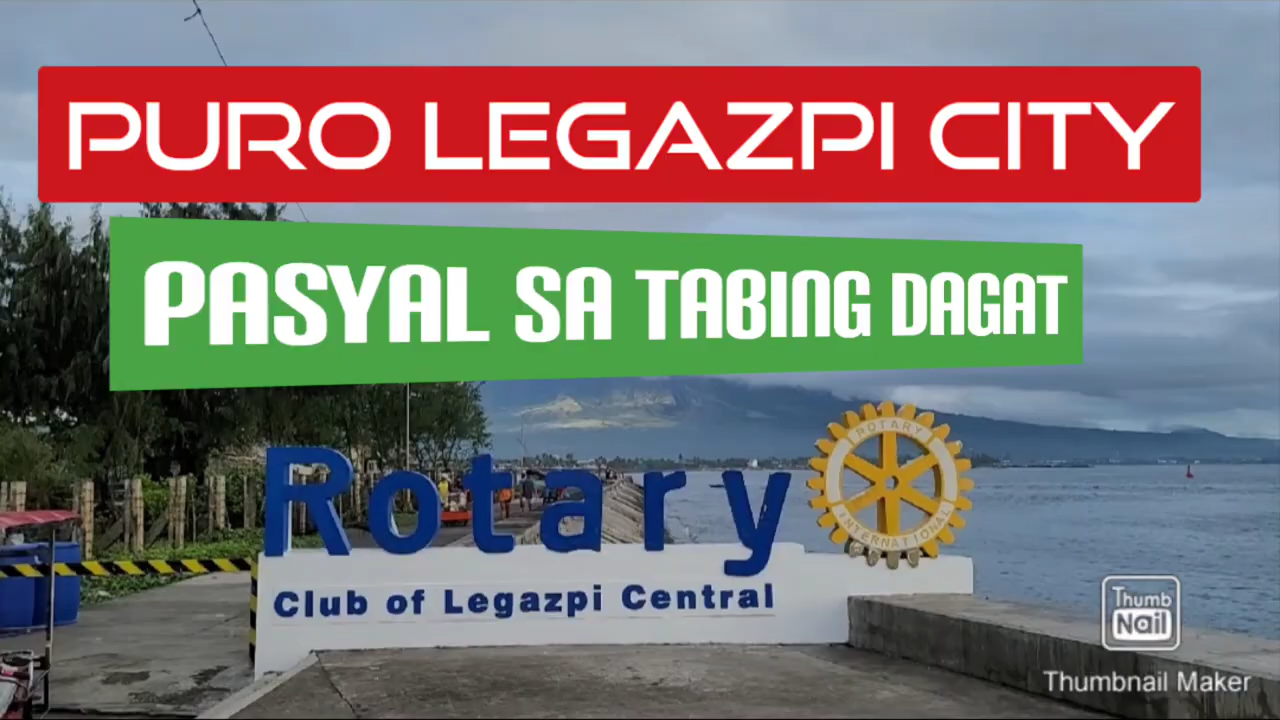 PURO LEGAZPI CITY
PASYAL SA TABING DAGAT
Rotary
ROTARY
INTERNATIONAL
Club of Legazpi Central
Thumb
Nail
Thumbnail Maker